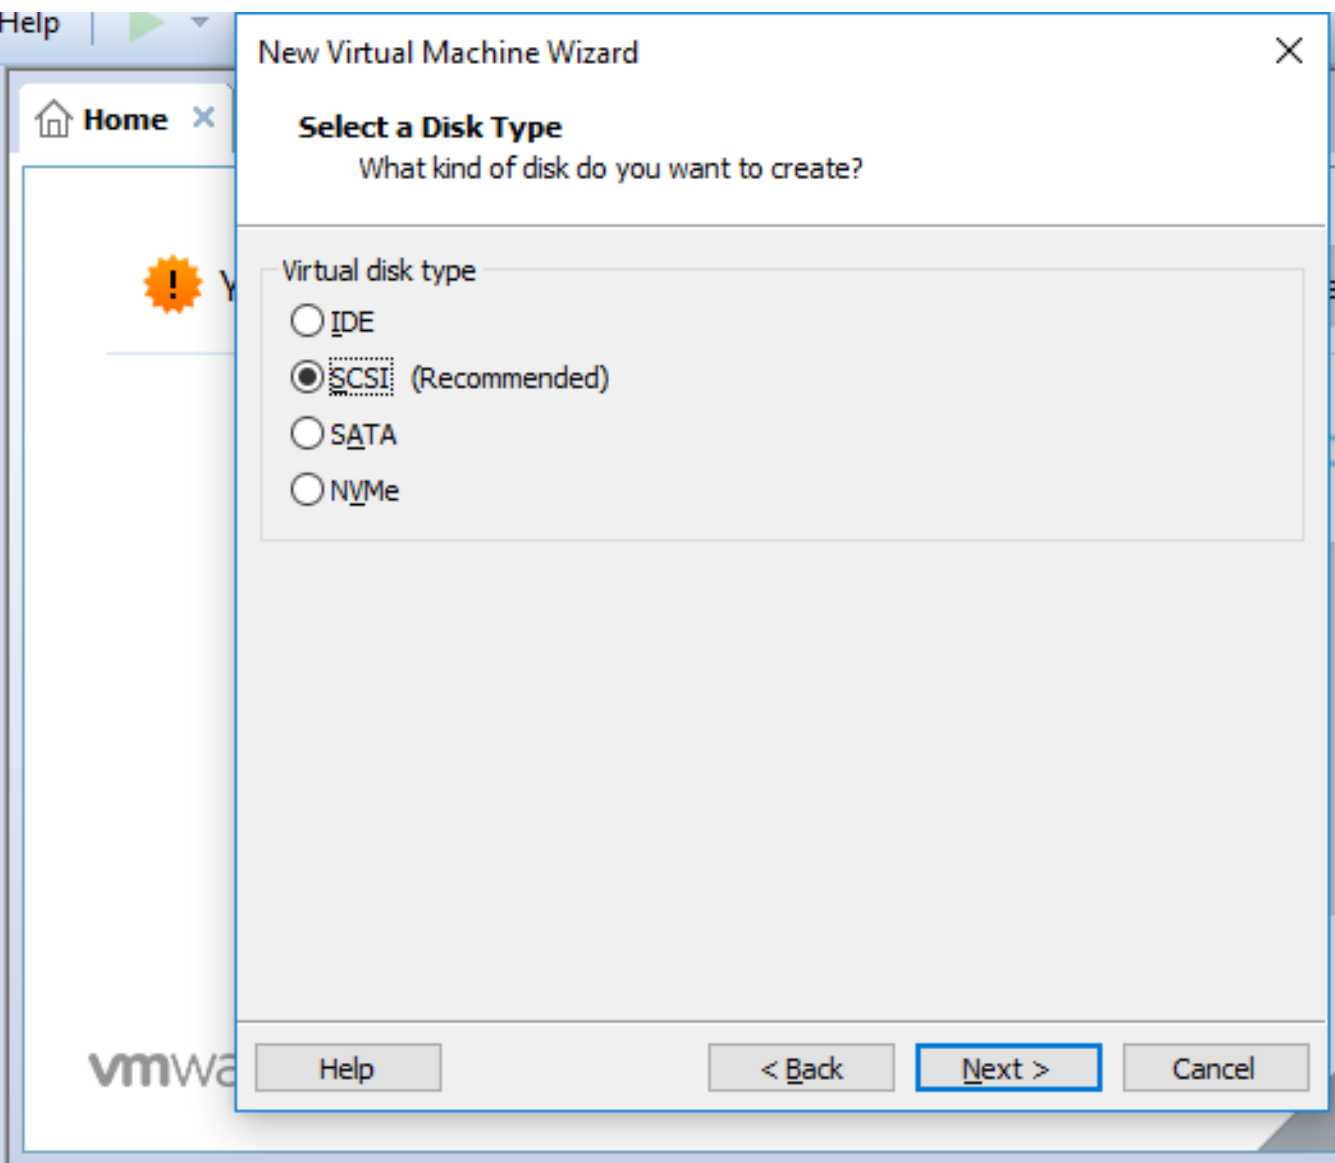 Help
New Virtual Machine Wizard
Home
Select a Disk Type
What kind of disk do you want to create?
Virtual disk type
IDE
SCSI (Recommended)
SATA
NVMe
Help
< Back
Next >
Cancel